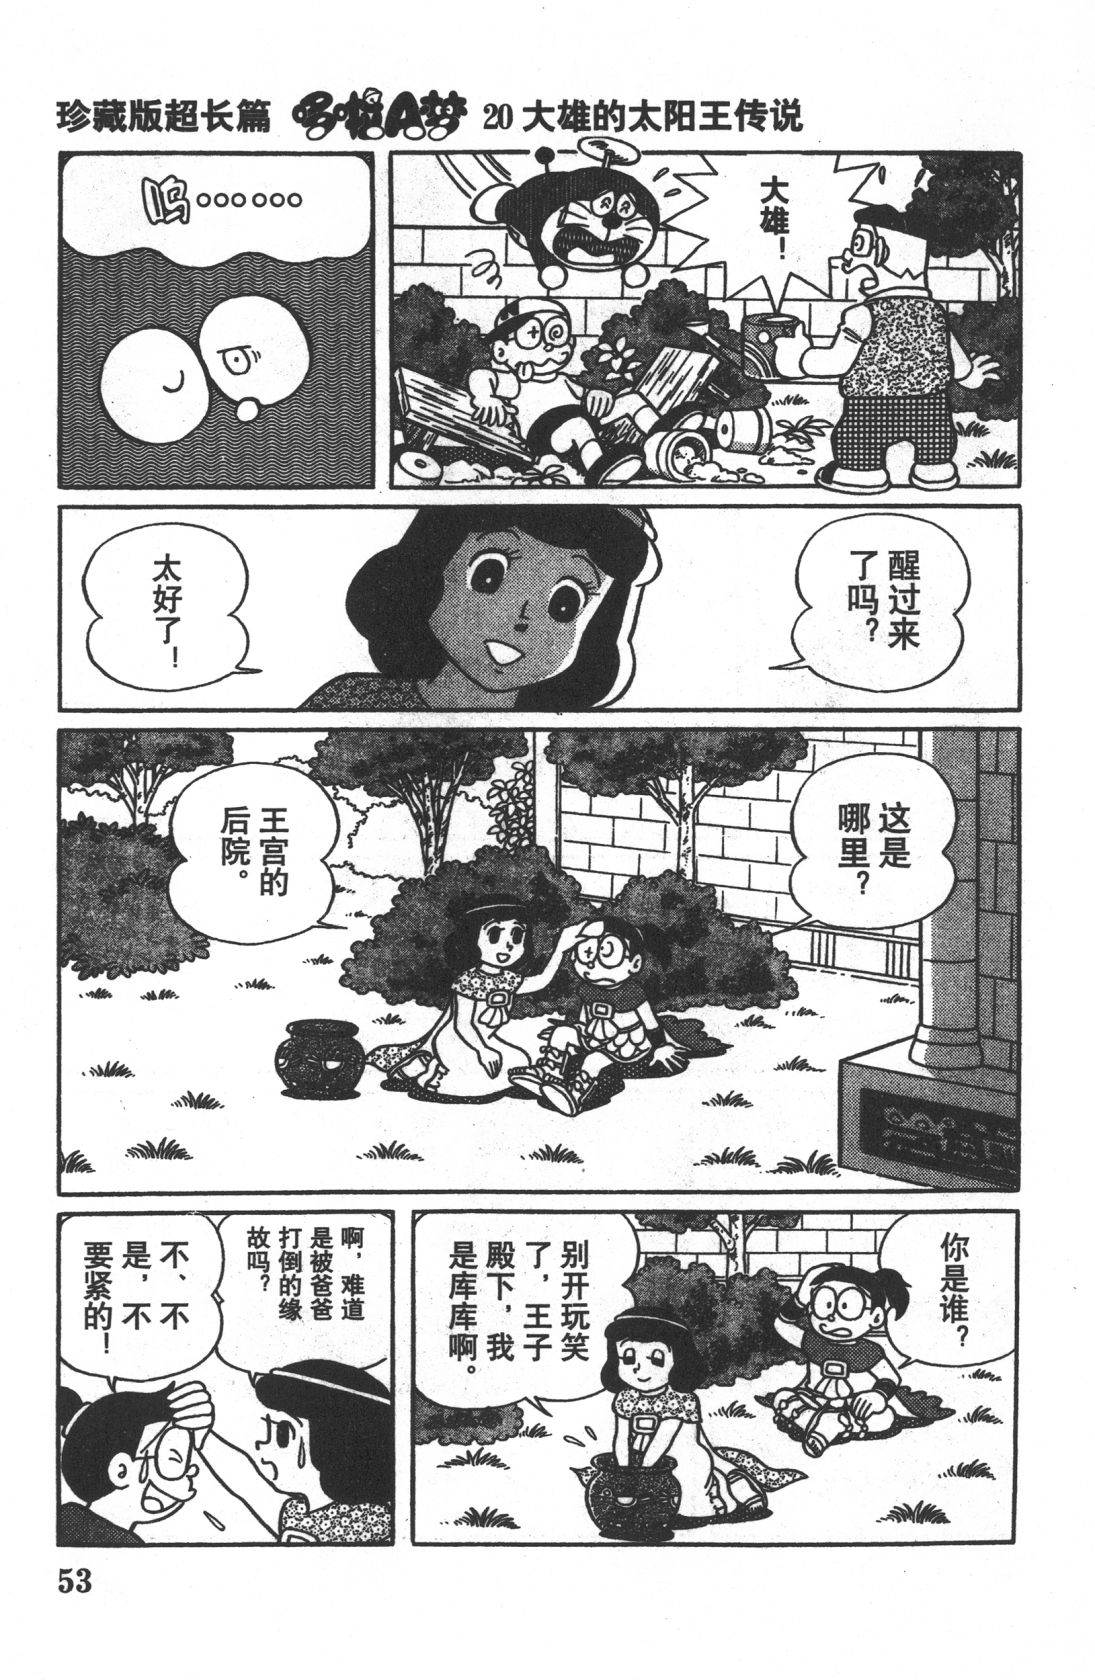 珍藏版超长篇 哆啦A梦 20 大雄的太阳王传说
大雄！
呜……
醒过来
了吗？
太好了！
这是
哪里？
王宫的
后院。
你是谁？
别开玩笑
了，王子
殿下，我
是库库啊。
啊，难道
是被爸爸
打倒的缘
故吗？
不、不
是，不
要紧的！
53